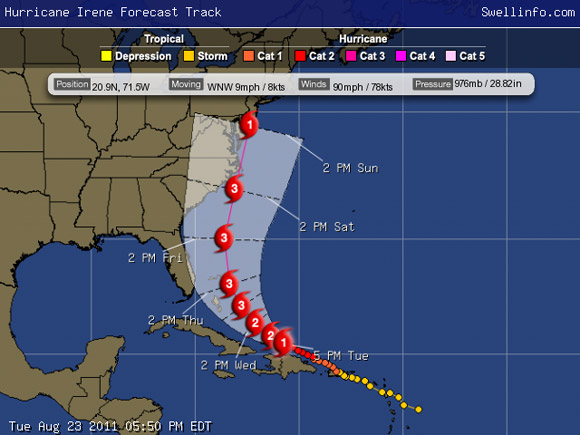 Hurricane Irene Forecast Track Swellinfo.com
Tropical Hurricane
Depression Storm Cat 1 Cat 2 Cat 3 Cat 4 Cat 5
Position 20.9N, 71.5W Moving WNW 9mph / 8kts Winds 90mph / 78kts Pressure 976mb / 28.82in
1
2 PM Sun
3
2 PM Sat
3
2 PM Fri
3
3
2 PM Thu
2
2
1
5 PM Tue
2 PM Wed
Tue Aug 23 2011 05:50 PM EDT